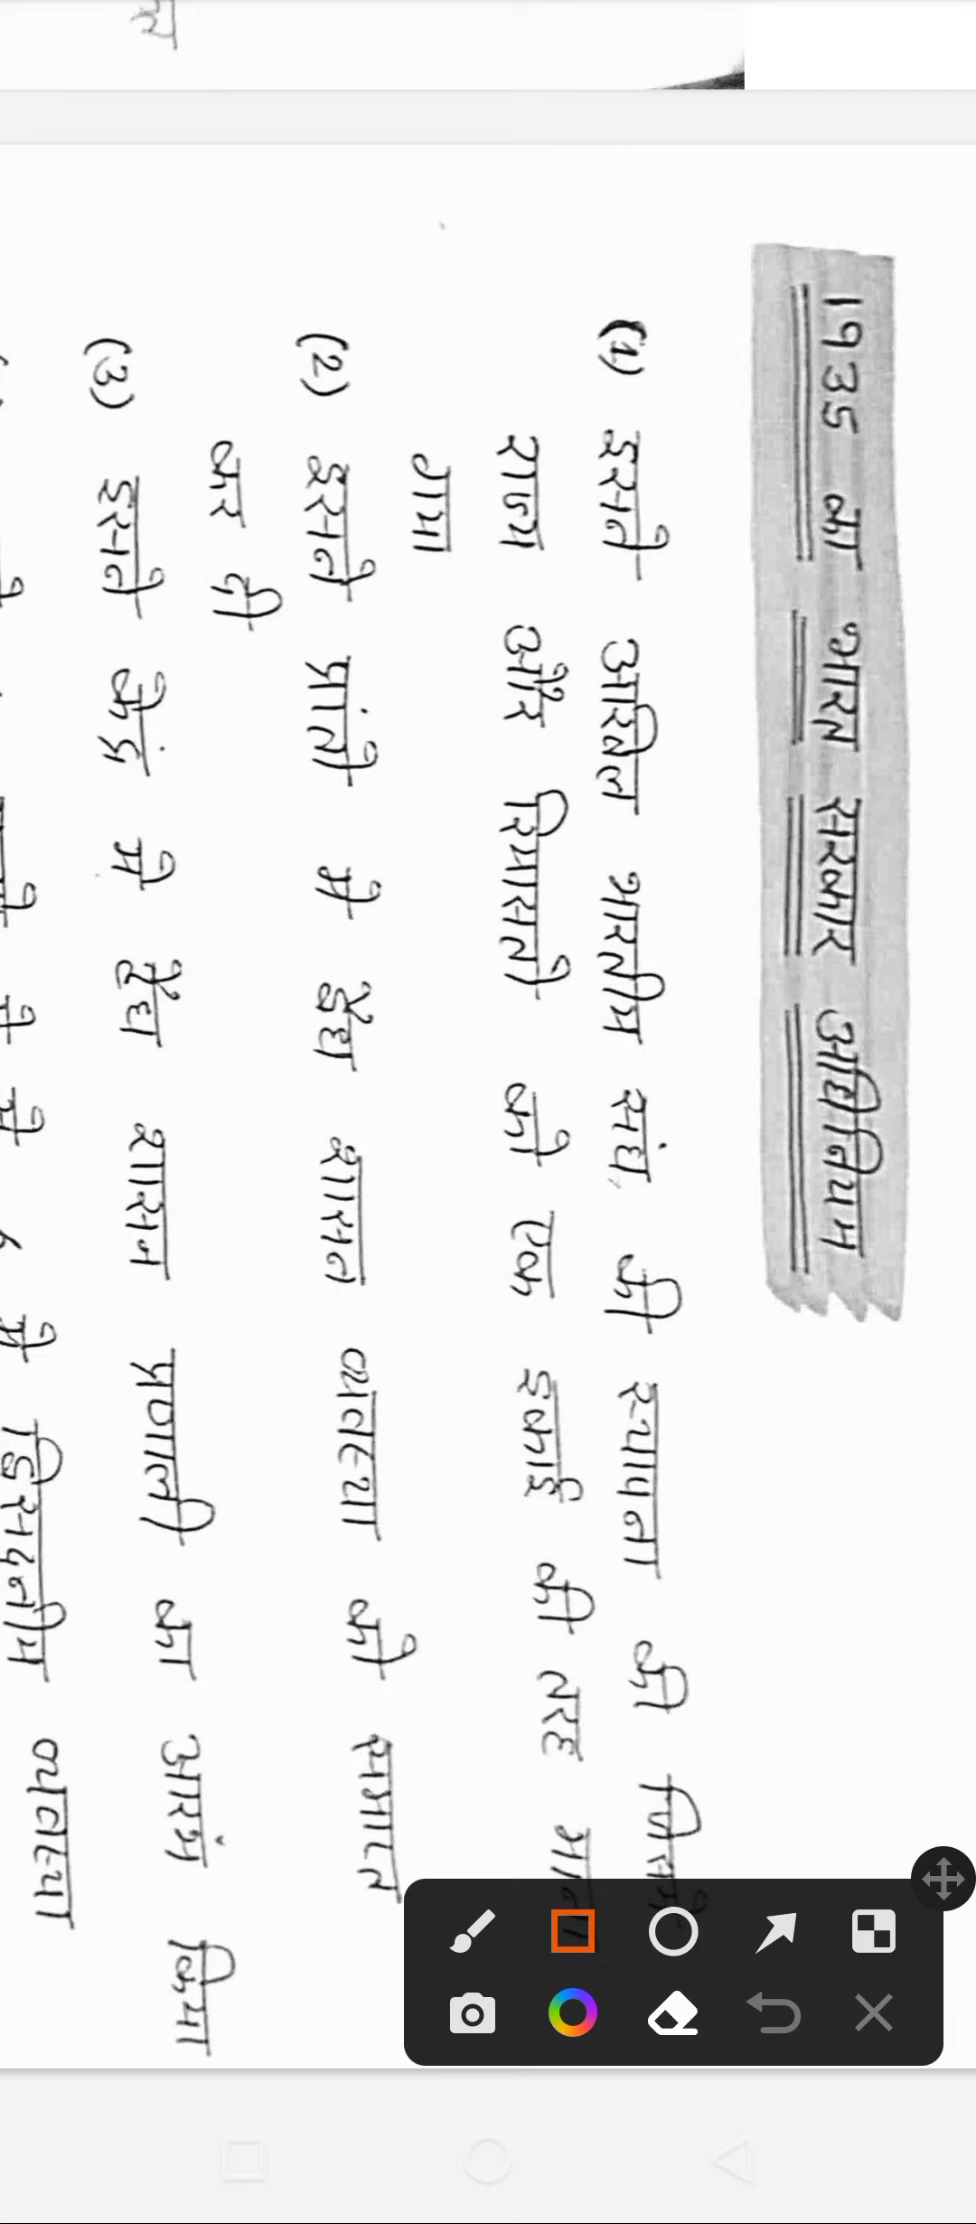 1935 का भारत सरकार अधिनियम
(1) इसने अखिल भारतीय संघ की स्थापना की जिसमे
राज्य और रियासतो को एक इकाई की तरह माना
गया
(2) इसने प्रांतो मे द्वैध शासन व्यवस्था को समाप्त
कर दी
(3) इसने केंद्र मे द्वैध शासन प्रणाली का आरंभ किया
6 मे द्विसदनीय व्यवस्था